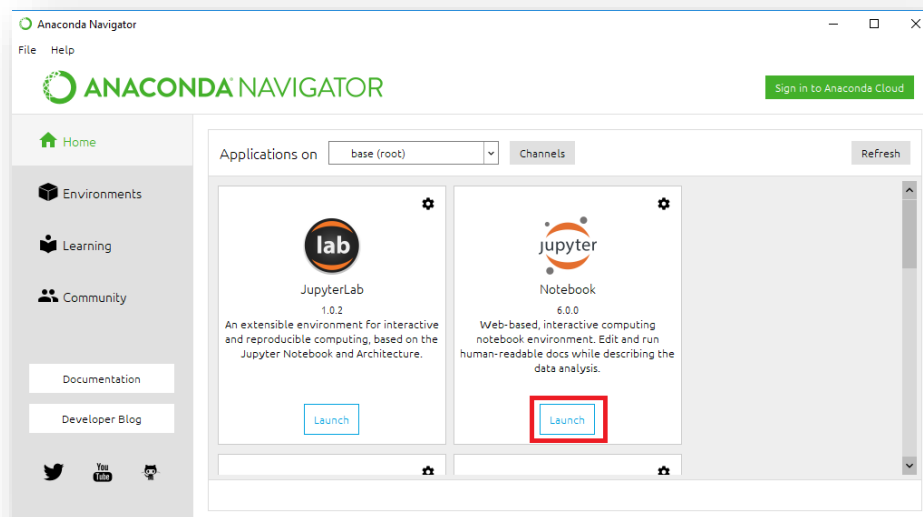 Anaconda Navigator
File Help
ANACONDA NAVIGATOR
Sign in to Anaconda Cloud
Home
Environments
Learning
Community
Documentation
Developer Blog
You
Tube
Applications on base (root) Channels Refresh
lab
JupyterLab
1.0.2
An extensible environment for interactive
and reproducible computing, based on the
Jupyter Notebook and Architecture.
Launch
jupyter
Notebook
6.0.0
Web-based, interactive computing
notebook environment. Edit and run
human-readable docs while describing the
data analysis.
Launch